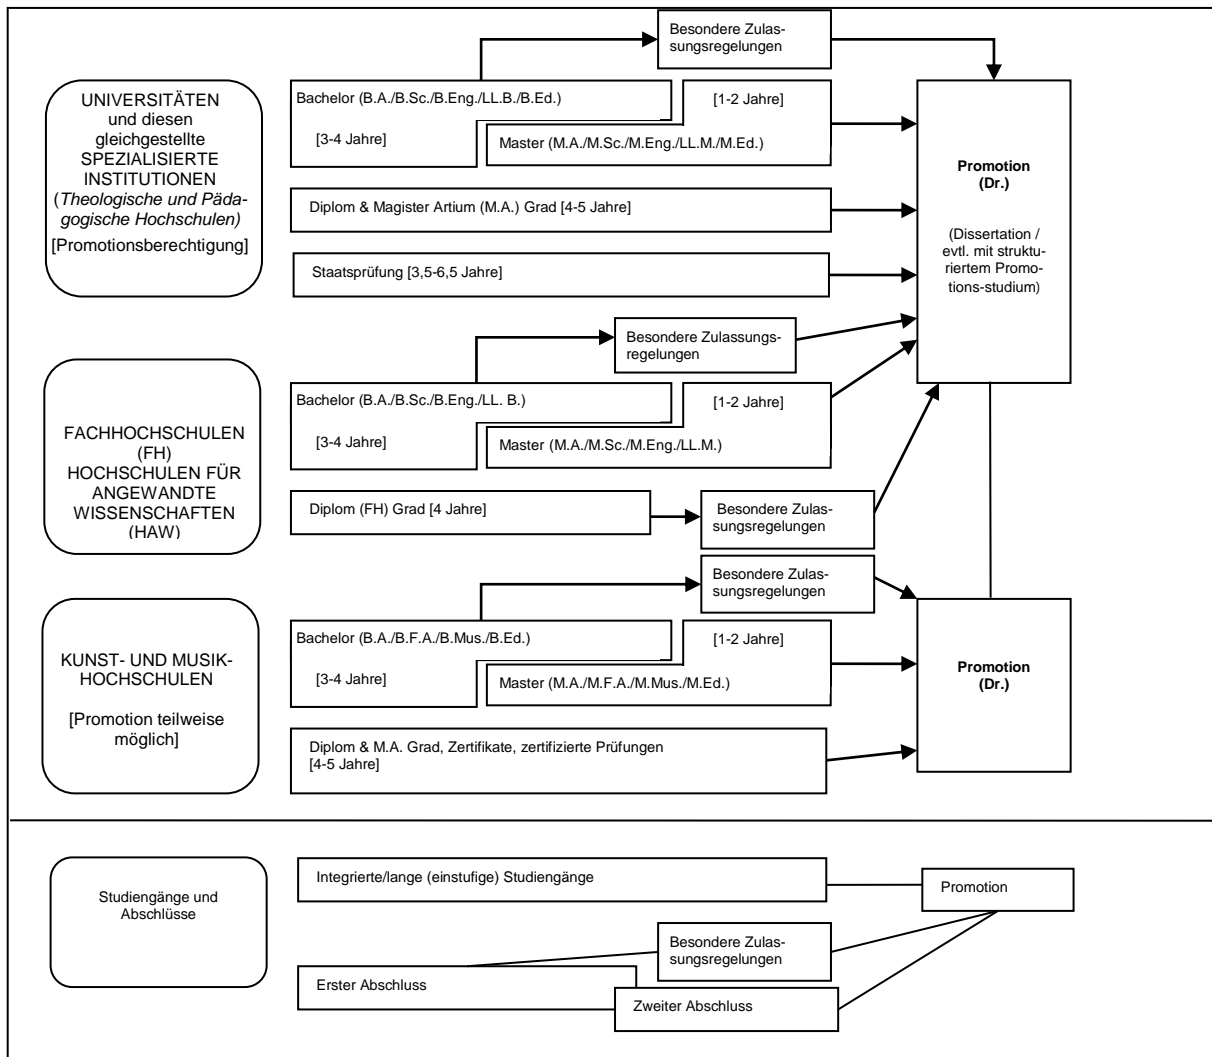 Besondere Zulas-
sungsregelungen
UNIVERSITÄTEN
und diesen
gleichgestellte
SPEZIALISIERTE
INSTITUTIONEN
(Theologische und Päda-
gogische Hochschulen)
[Promotionsberechtigung]
Bachelor (B.A./B.Sc./B.Eng./LL.B./B.Ed.)
[3-4 Jahre]
[1-2 Jahre]
Master (M.A./M.Sc./M.Eng./LL.M./M.Ed.)
Diplom & Magister Artium (M.A.) Grad [4-5 Jahre]
Staatsprüfung [3,5-6,5 Jahre]
Promotion
(Dr.)
(Dissertation /
evtl. mit struktu-
riertem Promo-
tions-studium)
Besondere Zulassungs-
regelungen
FACHHOCHSCHULEN
(FH)
HOCHSCHULEN FÜR
ANGEWANDTE
WISSENSCHAFTEN
(HAW)
Bachelor (B.A./B.Sc./B.Eng./LL. B.)
[3-4 Jahre]
[1-2 Jahre]
Master (M.A./M.Sc./M.Eng./LL.M.)
Diplom (FH) Grad [4 Jahre]
Besondere Zulas-
sungsregelungen
Besondere Zulas-
sungsregelungen
KUNST- UND MUSIK-
HOCHSCHULEN
[Promotion teilweise
möglich]
Bachelor (B.A./B.F.A./B.Mus./B.Ed.)
[3-4 Jahre]
[1-2 Jahre]
Master (M.A./M.F.A./M.Mus./M.Ed.)
Diplom & M.A. Grad, Zertifikate, zertifizierte Prüfungen
[4-5 Jahre]
Promotion
(Dr.)
Studiengänge und
Abschlüsse
Integrierte/lange (einstufige) Studiengänge
Promotion
Besondere Zulas-
sungsregelungen
Erster Abschluss
Zweiter Abschluss